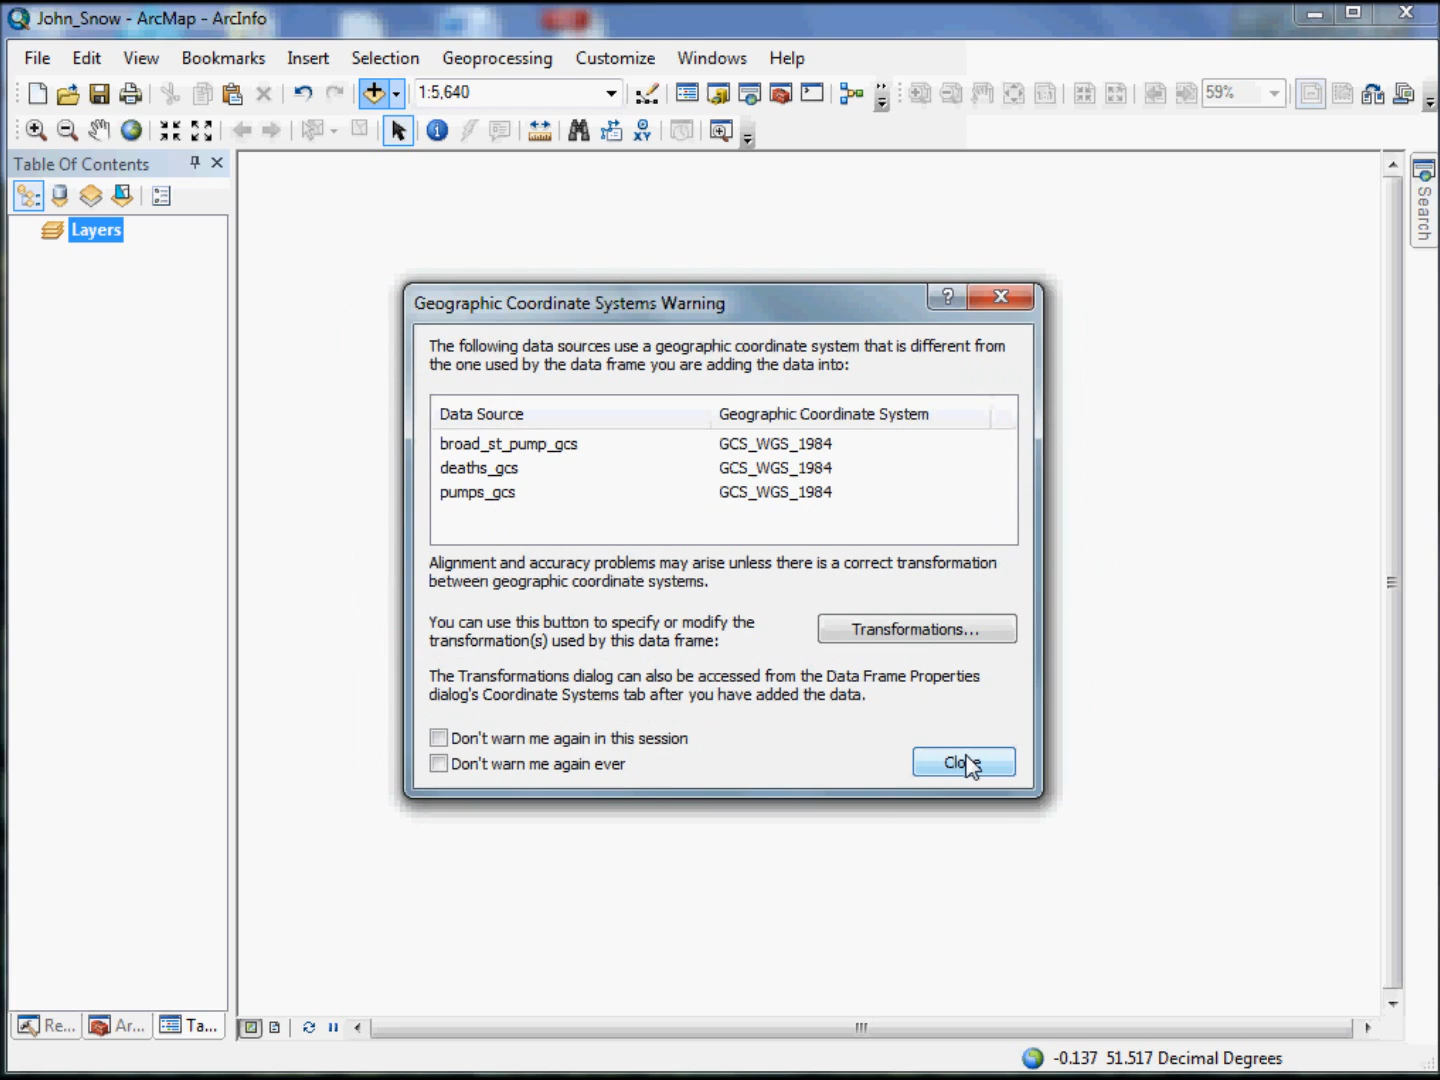 John_Snow - ArcMap - ArcInfo
File Edit View Bookmarks Insert Selection Geoprocessing Customize Windows Help
1:5,640
59%
Table Of Contents
Layers
Search
Geographic Coordinate Systems Warning
The following data sources use a geographic coordinate system that is different from
the one used by the data frame you are adding the data into:
Data Source Geographic Coordinate System
broad_st_pump_gcs GCS_WGS_1984
deaths_gcs GCS_WGS_1984
pumps_gcs GCS_WGS_1984
Alignment and accuracy problems may arise unless there is a correct transformation
between geographic coordinate systems.
You can use this button to specify or modify the
transformation(s) used by this data frame:
Transformations...
The Transformations dialog can also be accessed from the Data Frame Properties
dialog's Coordinate Systems tab after you have added the data.
Don't warn me again in this session
Don't warn me again ever
Close
Re... Ar... Ta...
-0.137 51.517 Decimal Degrees